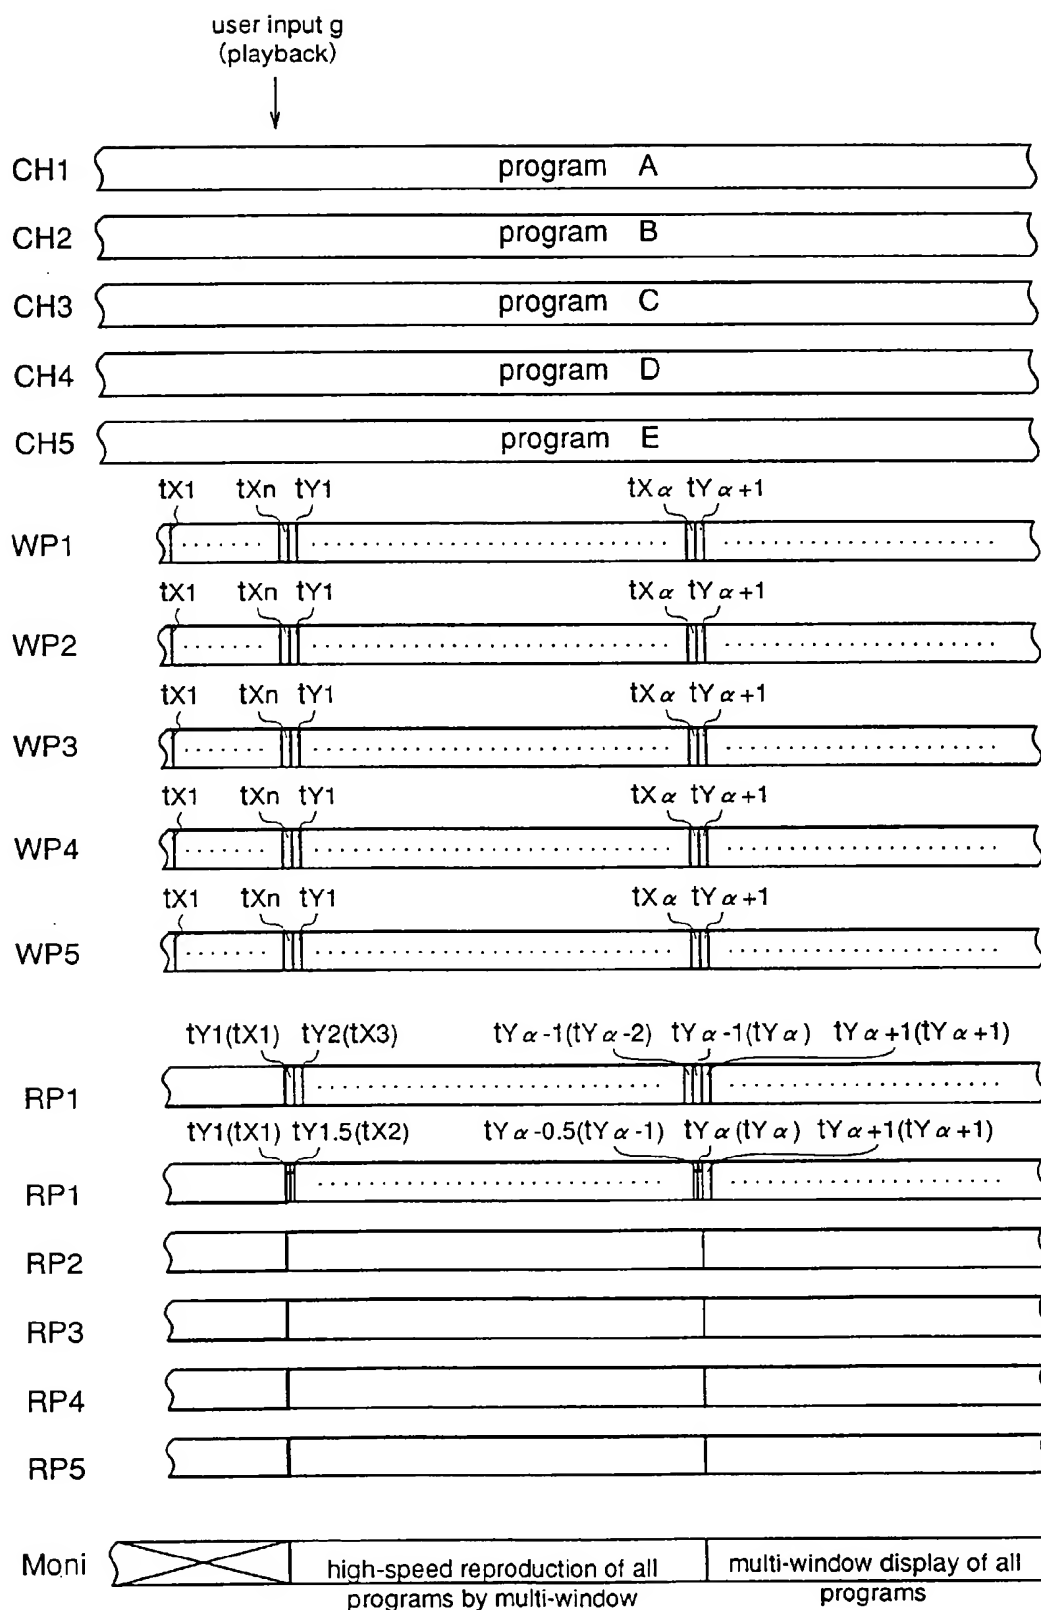 user input g
(playback)
CH1 program A
CH2 program B
CH3 program C
CH4 program D
CH5 program E
tX1 tXn tY1 tXα tYα+1
WP1
tX1 tXn tY1 tXα tYα+1
WP2
tX1 tXn tY1 tXα tYα+1
WP3
tX1 tXn tY1 tXα tYα+1
WP4
tX1 tXn tY1 tXα tYα+1
WP5
tY1(tX1) tY2(tX3) tYα-1(tYα-2) tYα-1(tYα) tYα+1(tYα+1)
RP1
tY1(tX1) tY1.5(tX2) tYα-0.5(tYα-1) tYα(tYα) tYα+1(tYα+1)
RP1
RP2
RP3
RP4
RP5
Moni high-speed reproduction of all multi-window display of all
programs by multi-window programs